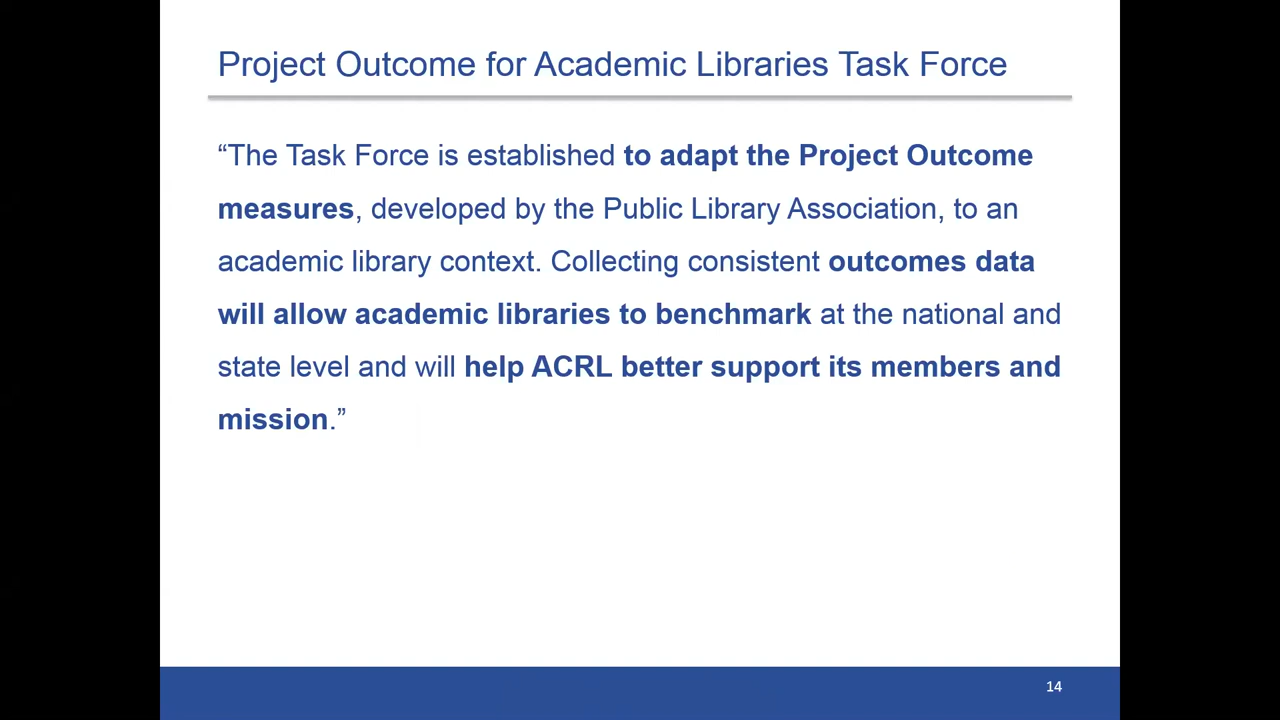 Project Outcome for Academic Libraries Task Force
“The Task Force is established to adapt the Project Outcome
measures, developed by the Public Library Association, to an
academic library context. Collecting consistent outcomes data
will allow academic libraries to benchmark at the national and
state level and will help ACRL better support its members and
mission.”
14